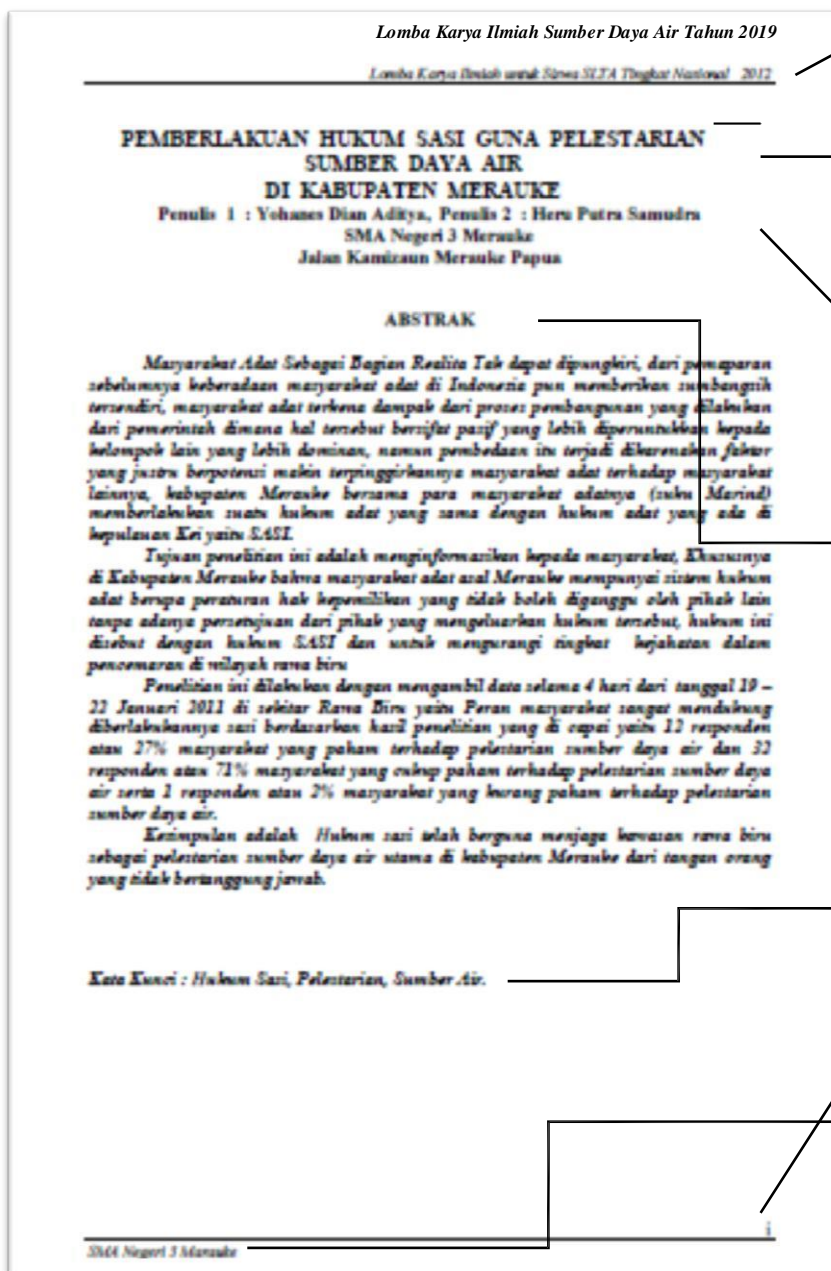 Lomba Karya Ilmiah Sumber Daya Air Tahun 2019
Lomba Karya Ilmiah untuk Siswa SLTA Tingkat Nasional 2012
PEMBERLAKUAN HUKUM SASI GUNA PELESTARIAN
SUMBER DAYA AIR
DI KABUPATEN MERAUKE
Penulis 1 : Yohanes Dian Aditya, Penulis 2 : Heru Putra Samudra
SMA Negeri 3 Merauke
Jalan Kamizaun Merauke Papua
ABSTRAK
Masyarakat Adat Sebagai Bagian Realita Tak dapat dipungkiri, dari pemaparan
sebelumnya keberadaan masyarakat adat di Indonesia pun memberikan sumbangsih
tersendiri, masyarakat adat terkena dampak dari proses pembangunan yang dilakukan
dari pemerintah dimana hal tersebut bersifat pasif yang lebih diperuntukkan kepada
kelompok lain yang lebih dominan, namun pembedaan itu terjadi dikarenakan faktor
yang justru berpotensi makin terpinggirkannya masyarakat adat terhadap masyarakat
lainnya, kabupaten Merauke bersama para masyarakat adatnya (suku Marind)
memberlakukan suatu hukum adat yang sama dengan hukum adat yang ada di
kepulauan Kei yaitu SASI.
Tujuan penelitian ini adalah menginformasikan kepada masyarakat, Khususnya
di Kabupaten Merauke bahwa masyarakat adat asal Merauke mempunyai sistem hukum
adat berupa peraturan hak kepemilikan yang tidak boleh diganggu oleh pihak lain
tanpa adanya persetujuan dari pihak yang mengeluarkan hukum tersebut, hukum ini
disebut dengan hukum SASI dan untuk mengurangi tingkat kejahatan dalam
pencemaran di wilayah rawa biru
Penelitian ini dilakukan dengan mengambil data selama 4 hari dari tanggal 19 –
22 Januari 2011 di sekitar Rawa Biru yaitu Peran masyarakat sangat mendukung
diberlakukannya sasi berdasarkan hasil penelitian yang di capai yaitu 12 responden
atau 27% masyarakat yang paham terhadap pelestarian sumber daya air dan 32
responden atau 71% masyarakat yang cukup paham terhadap pelestarian sumber daya
air serta 1 responden atau 2% masyarakat yang kurang paham terhadap pelestarian
sumber daya air.
Kesimpulan adalah Hukum sasi telah berguna menjaga kawasan rawa biru
sebagai pelestarian sumber daya air utama di kabupaten Merauke dari tangan orang
yang tidak bertanggung jawab.
Kata Kunci : Hukum Sasi, Pelestarian, Sumber Air.
i
SMA Negeri 3 Merauke